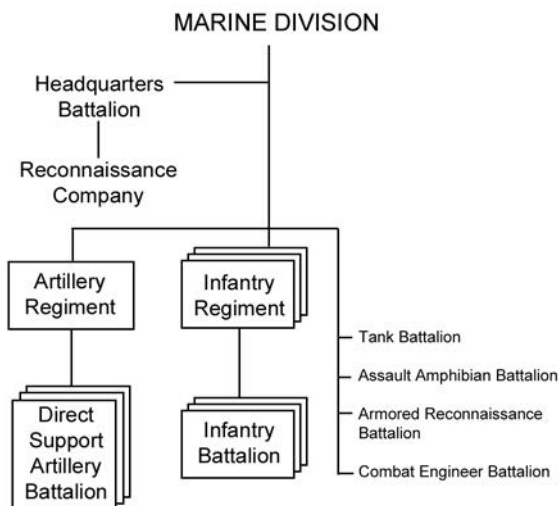 MARINE DIVISION
Headquarters
Battalion
Reconnaissance
Company
Artillery
Regiment
Infantry
Regiment
Tank Battalion
Assault Amphibian Battalion
Armored Reconnaissance
Battalion
Combat Engineer Battalion
Direct
Support
Artillery
Battalion
Infantry
Battalion